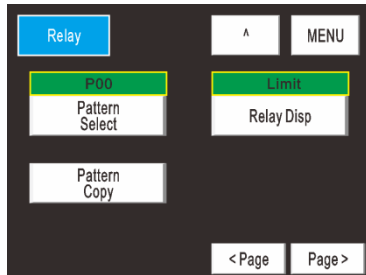 Relay
^
MENU
P00
Limit
Pattern
Select
Relay Disp
Pattern
Copy
< Page
Page >